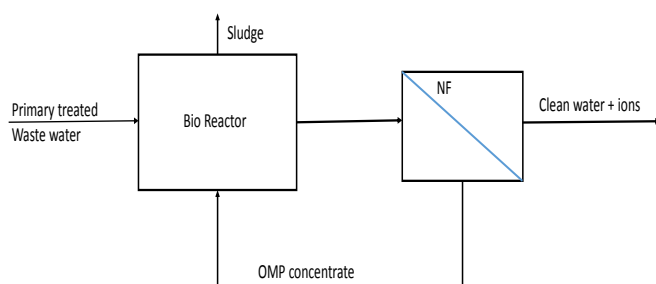 Sludge
Primary treated
Waste water
Bio Reactor
NF
Clean water + ions
OMP concentrate